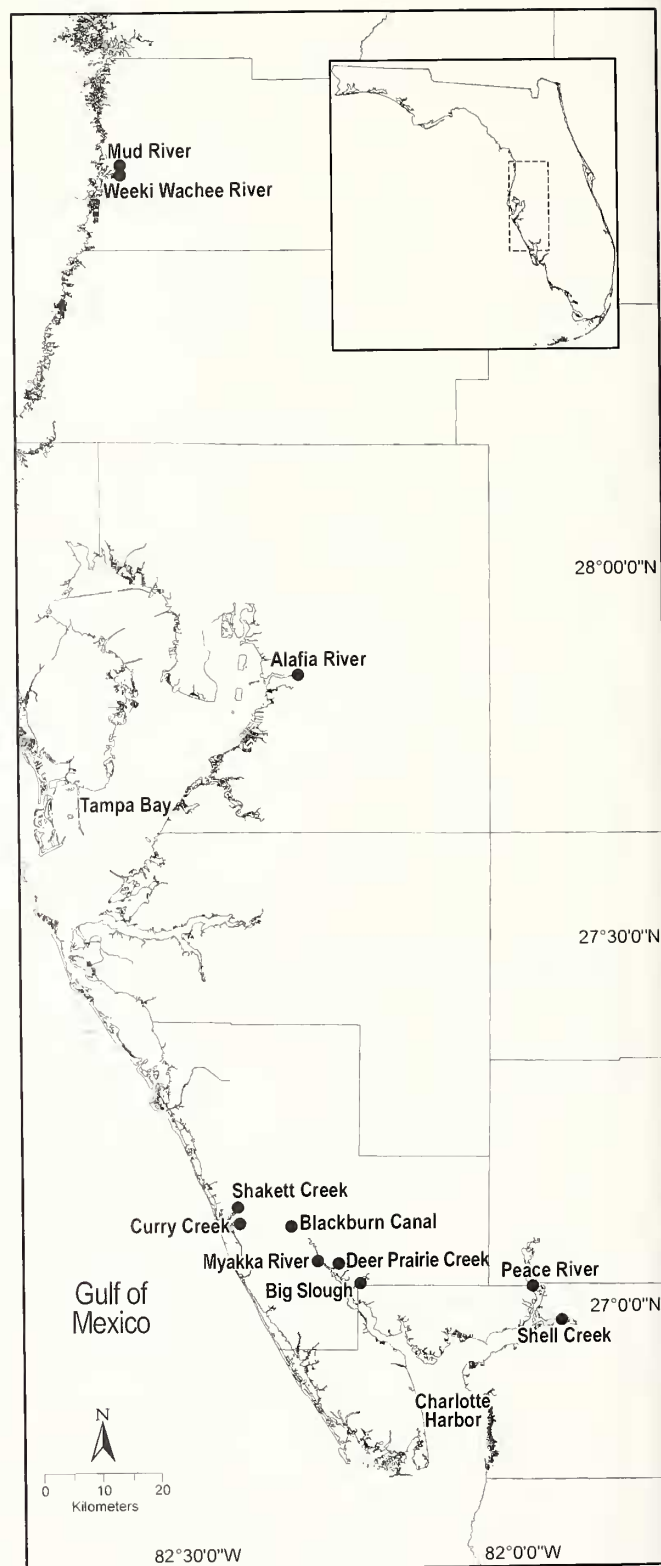 Mud River
Weeki Wachee River
28°00'0"N
Alafia River
Tampa Bay
27°30'0"N
Shakett Creek
Curry Creek
Blackburn Canal
Myakka River
Deer Prairie Creek
Big Slough
Peace River
27°0'0"N
Shell Creek
Gulf of
Mexico
Charlotte
Harbor
N
0 10 20
Kilometers
82°30'0"W
82°0'0"W